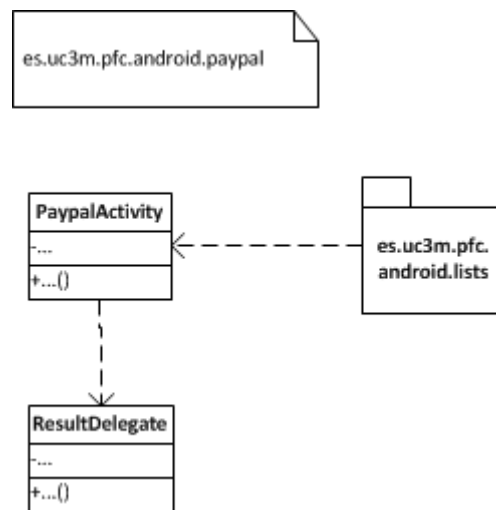 es.uc3m.pfc.android.paypal
PaypalActivity
-...
+...()
es.uc3m.pfc.
android.lists
ResultDelegate
-...
+...()